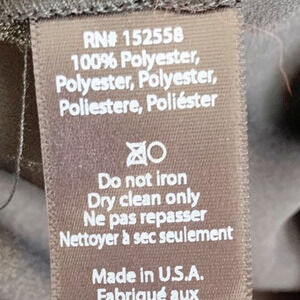 RN# 152558
100% Polyester,
Polyester, Polyester,
Poliestere, Poliéster
Do not iron
Dry clean only
Ne pas repasser
Nettoyer à sec seulement
Made in U.S.A.
Fabriqué aux